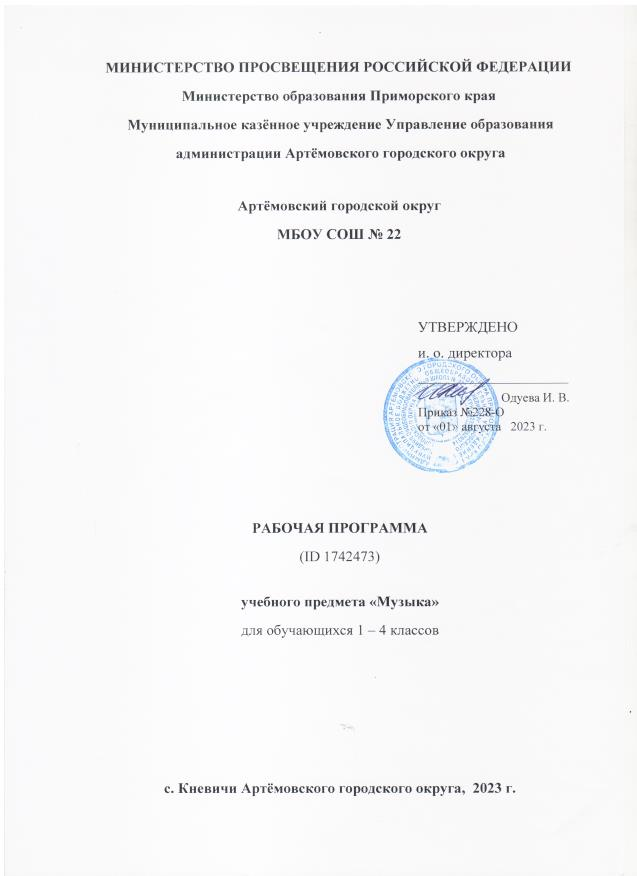 МИНИСТЕРСТВО ПРОСВЕЩЕНИЯ РОССИЙСКОЙ ФЕДЕРАЦИИ
Министерство образования Приморского края
Муниципальное казённое учреждение Управление образования
администрации Артёмовского городского округа
Артёмовский городской округ
МБОУ СОШ № 22
УТВЕРЖДЕНО
и. о. директора
Одуева И. В.
Приказ №228-О
от «01» августа 2023 г.
РАБОЧАЯ ПРОГРАММА
(ID 1742473)
учебного предмета «Музыка»
для обучающихся 1 – 4 классов
с. Кневичи Артёмовского городского округа, 2023 г.